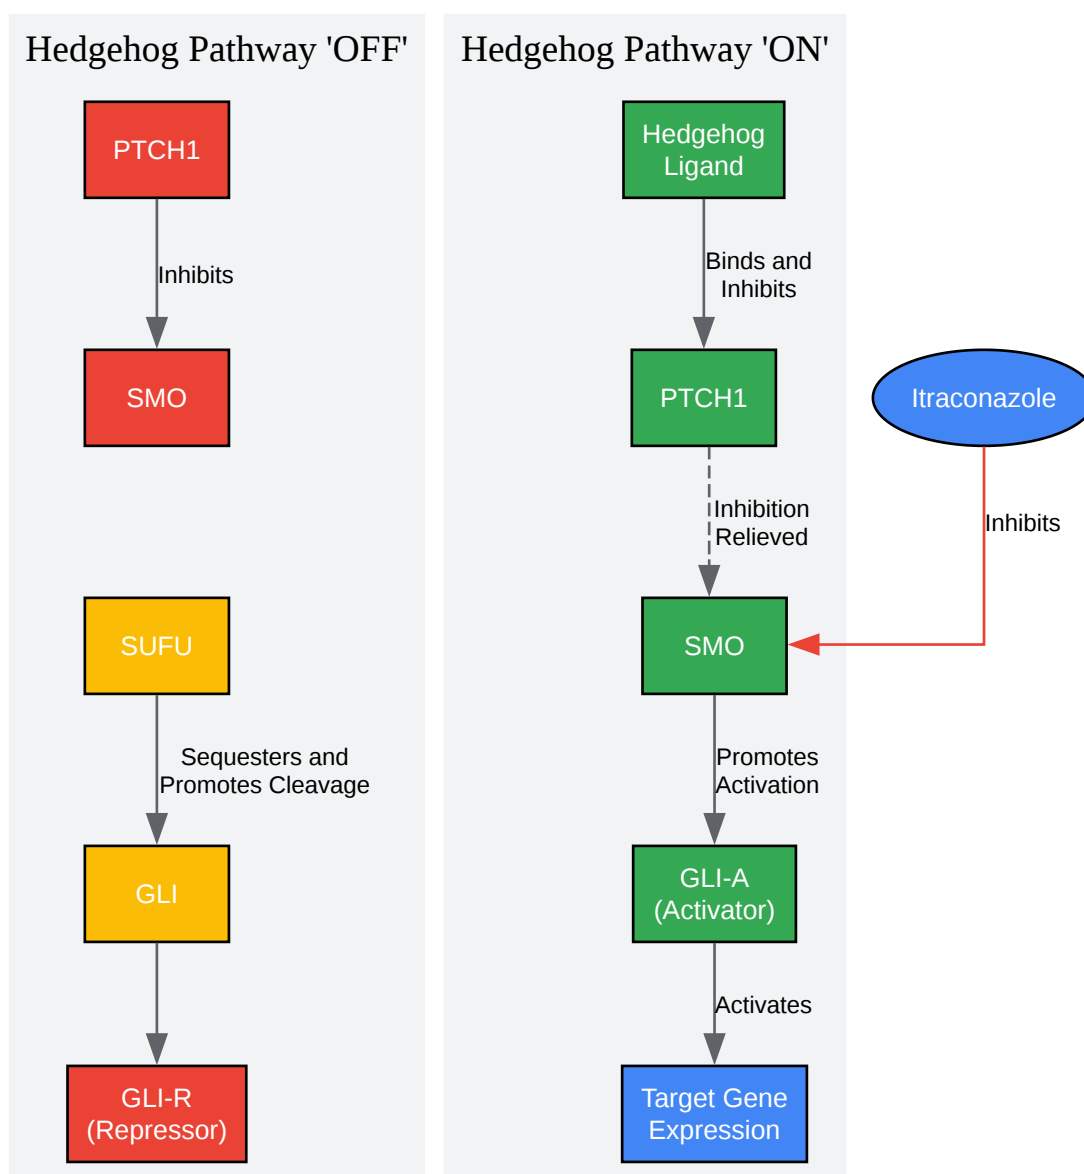 Hedgehog Pathway 'OFF'
PTCH1
Inhibits
SMO
SUFU
Sequesters and
Promotes Cleavage
GLI
GLI-R
(Repressor)
Hedgehog Pathway 'ON'
Hedgehog
Ligand
Binds and
Inhibits
PTCH1
Inhibition
Relieved
SMO
Promotes
Activation
GLI-A
(Activator)
Activates
Target Gene
Expression
Itraconazole
Inhibits